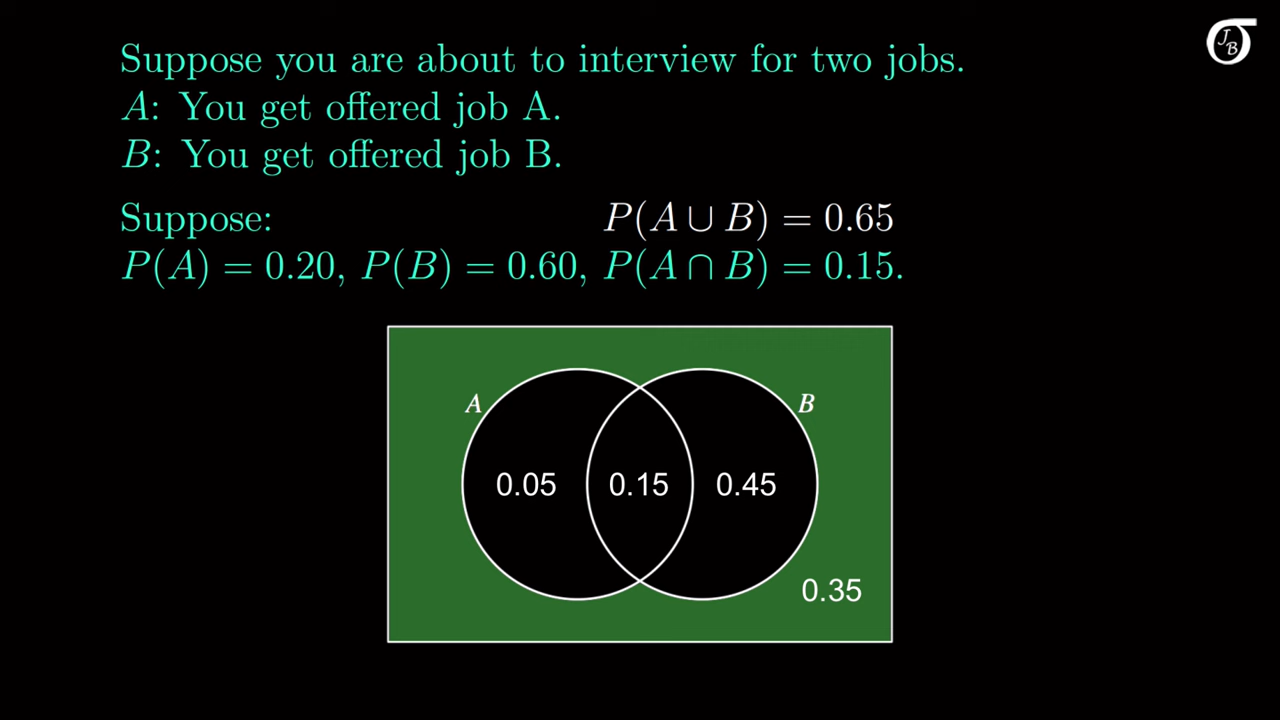 Suppose you are about to interview for two jobs.
A: You get offered job A.
B: You get offered job B.
Suppose:
P(A ∪ B) = 0.65
P(A) = 0.20, P(B) = 0.60, P(A ∩ B) = 0.15.
A
B
0.05
0.15
0.45
0.35
σ
JB